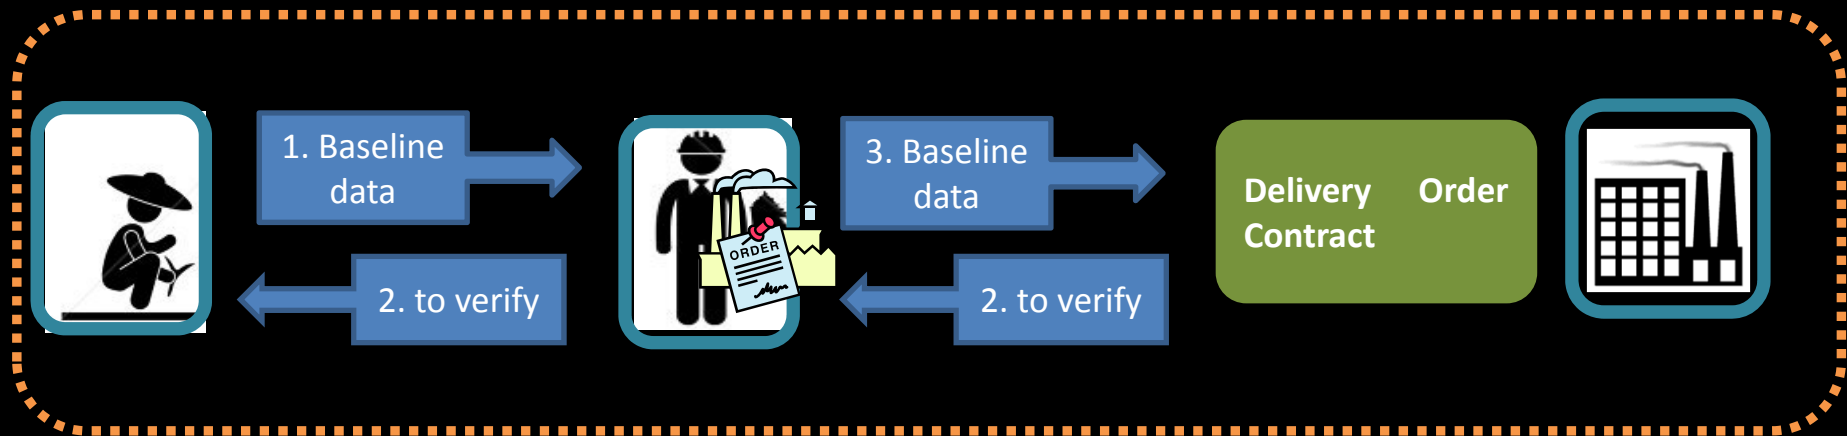 1. Baseline
data
2. to verify
ORDER
3. Baseline
data
2. to verify
Delivery Order
Contract